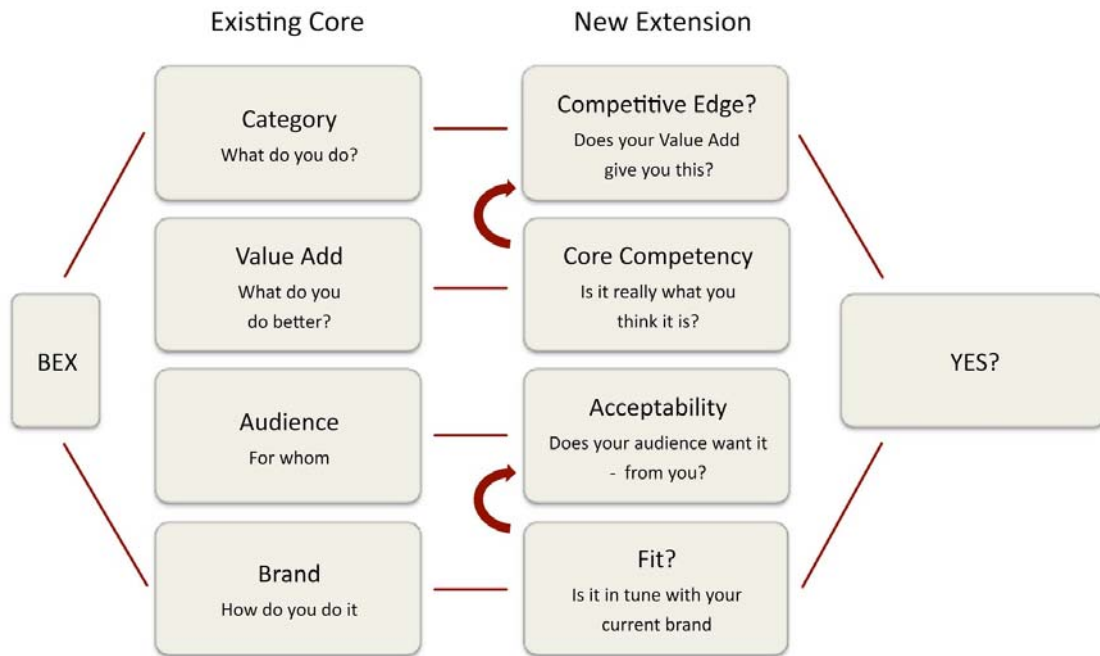 Existing Core
New Extension
Category
What do you do?
Competitive Edge?
Does your Value Add
give you this?
Value Add
What do you
do better?
Core Competency
Is it really what you
think it is?
BEX
YES?
Audience
For whom
Acceptability
Does your audience want it
- from you?
Brand
How do you do it
Fit?
Is it in tune with your
current brand